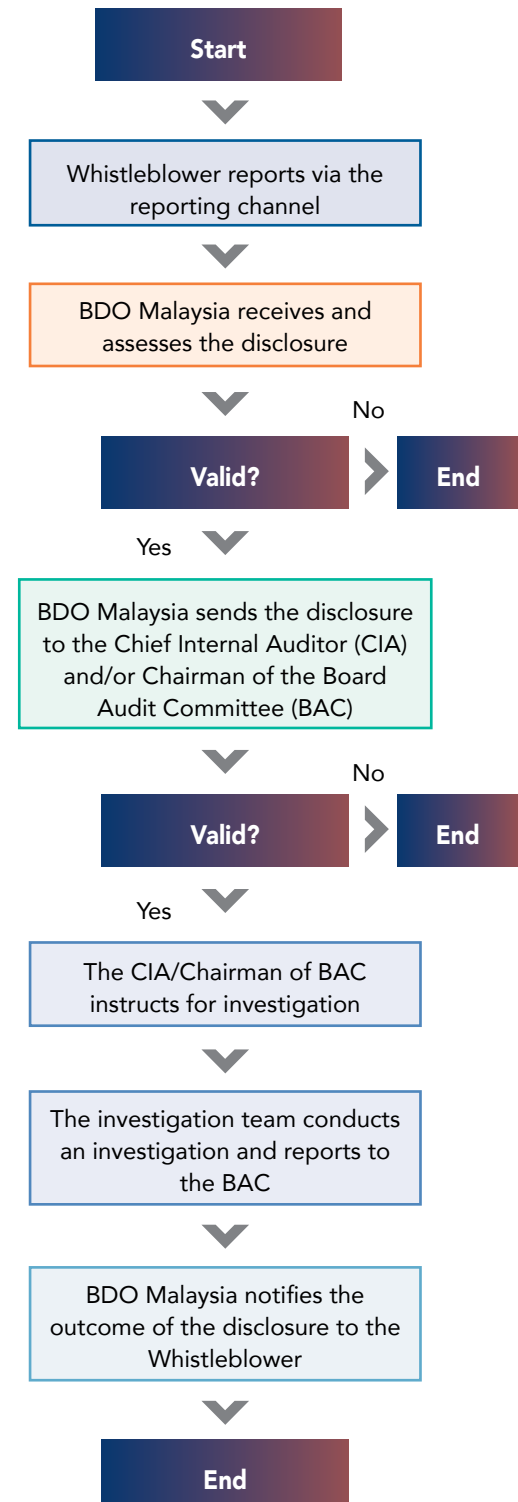 Start
Whistleblower reports via the
reporting channel
BDO Malaysia receives and
assesses the disclosure
No
Valid?
End
Yes
BDO Malaysia sends the disclosure
to the Chief Internal Auditor (CIA)
and/or Chairman of the Board
Audit Committee (BAC)
No
Valid?
End
Yes
The CIA/Chairman of BAC
instructs for investigation
The investigation team conducts
an investigation and reports to
the BAC
BDO Malaysia notifies the
outcome of the disclosure to the
Whistleblower
End